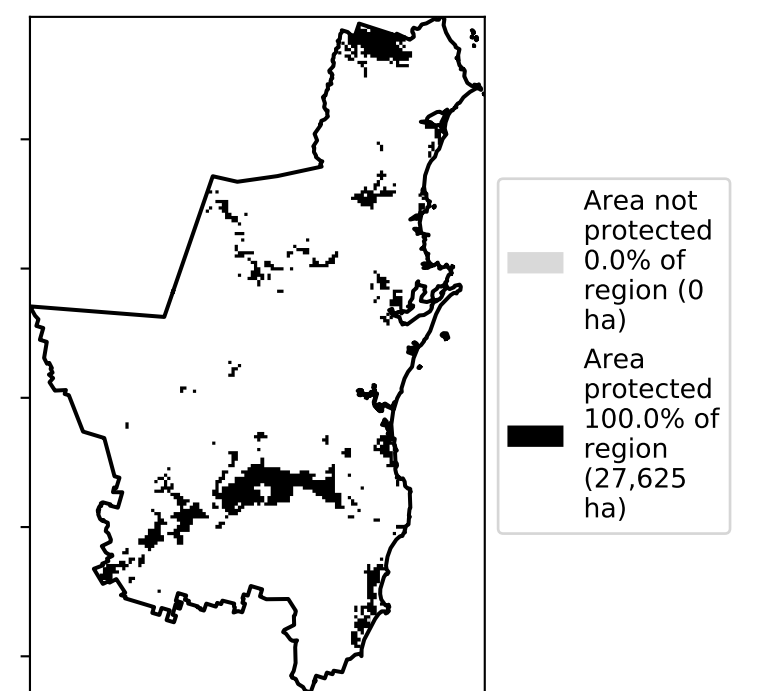 Area not
protected
0.0% of
region (0
ha)
Area
protected
100.0% of
region
(27,625
ha)